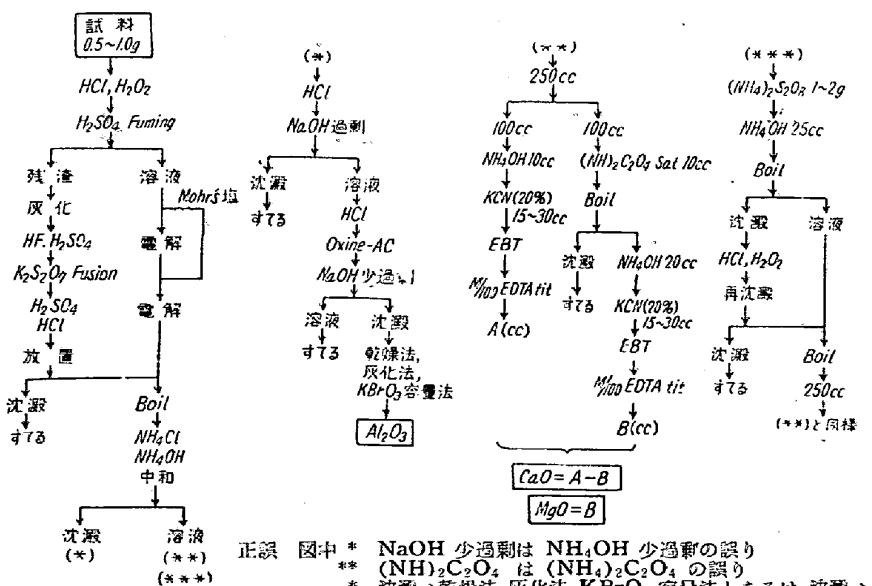 試料
0.5~1.0g
HCl, H₂O₂
H₂SO₄ Fuming
残渣
溶液
Mohr's塩
灰化
HF. H₂SO₄
電解
K₂S₂O₇ Fusion
H₂SO₄
HCl
電解
放置
沈澱
すてる
Boil
NH₄Cl
NH₄OH
中和
沈澱
(*)
溶液
(**)
(***)
(*)
HCl
NaOH過剰
沈澱
すてる
溶液
HCl
Oxine-AC
NaOH少過剰
溶液
すてる
沈澱
乾燥法,
灰化法,
KBrO₃容量法
Al₂O₃
(**)
250cc
100cc
NH₄OH10cc
KCN(20%)
15~30cc
EBT
M/100 EDTA tit
A(cc)
100cc
(NH)₂C₂O₄ Sat 10cc
Boil
沈澱
すてる
NH₄OH 20cc
KCN(20%)
15~30cc
EBT
M/100 EDTA tit
B(cc)
CaO = A-B
MgO = B
(***)
(NH₄)₂S₂O₈ 1~2g
NH₄OH 25cc
Boil
沈澱
溶液
HCl, H₂O₂
再沈澱
沈澱
すてる
Boil
250cc
(**)と同様
正誤 図中 * NaOH 少過剰は NH₄OH 少過剰の誤り
** (NH)₂C₂O₄ は (NH₄)₂C₂O₄ の誤り